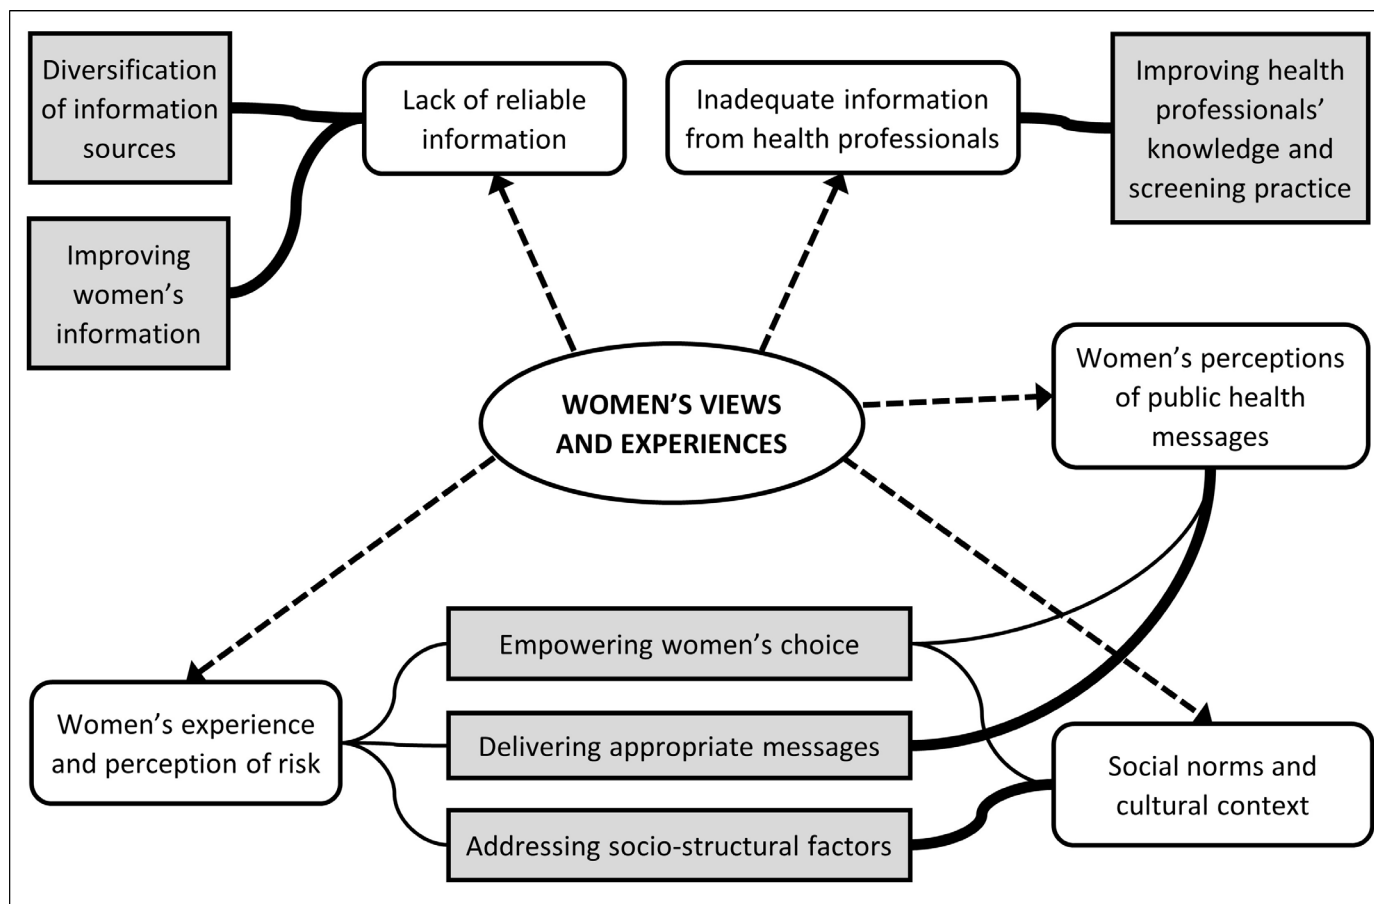 Diversification
of information
sources
Lack of reliable
information
Inadequate information
from health professionals
Improving health
professionals’
knowledge and
screening practice
Improving
women’s
information
WOMEN’S VIEWS
AND EXPERIENCES
Women’s perceptions
of public health
messages
Empowering women’s choice
Women’s experience
and perception of risk
Delivering appropriate messages
Social norms and
cultural context
Addressing socio-structural factors